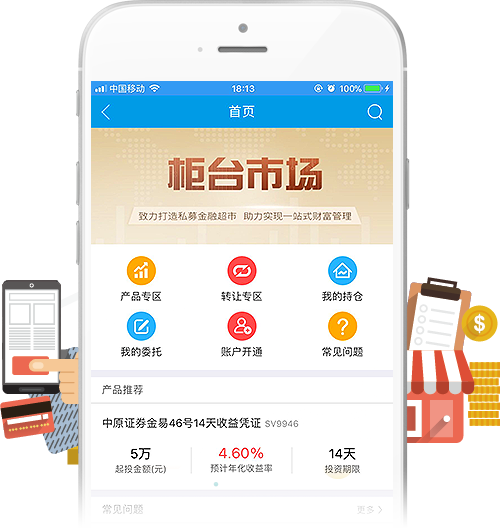 中国移动 18:13 100%
首页
柜台市场
致力打造私募金融超市 助力实现一站式财富管理
产品专区 转让专区 我的持仓
我的委托 账户开通 常见问题
产品推荐
中原证券金易46号14天收益凭证 SV9946
5万 4.60% 14天
起投金额(元) 预计年化收益率 投资期限
常见问题 更多